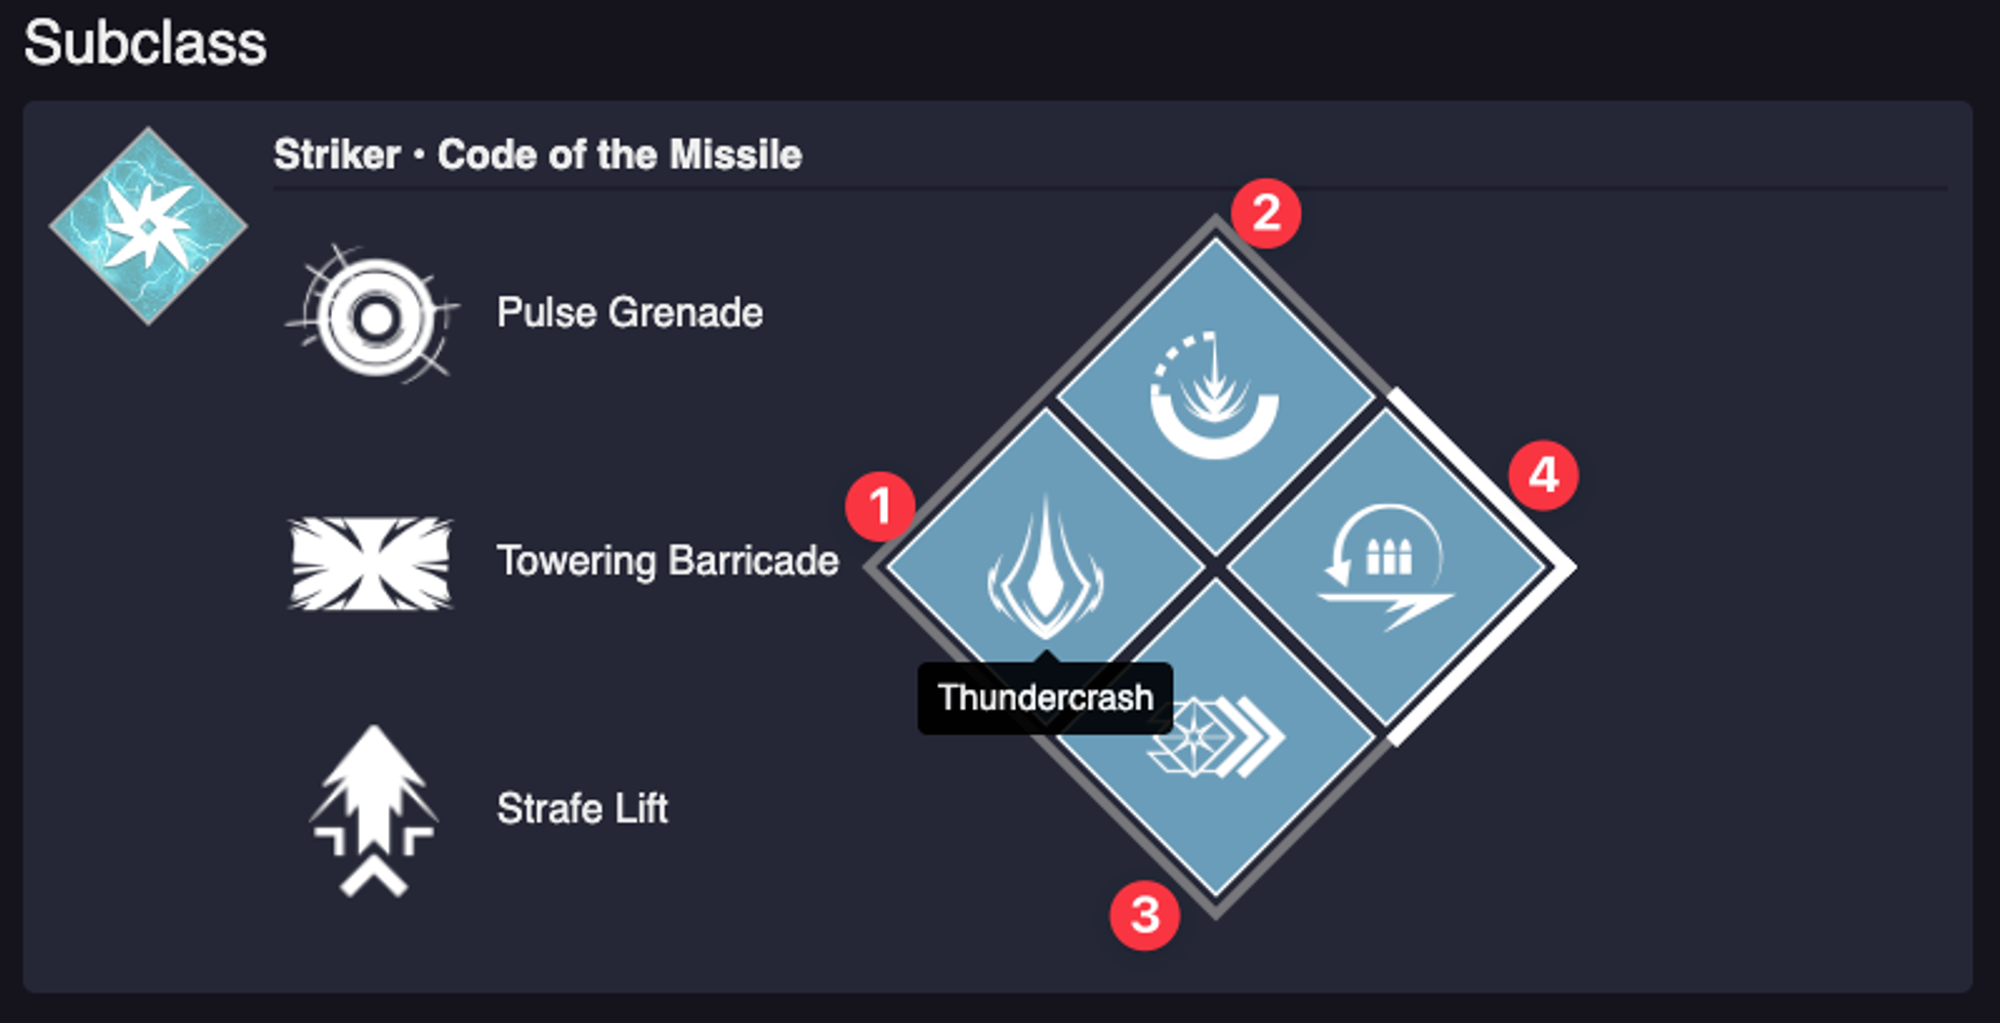 Subclass
Striker • Code of the Missile
Pulse Grenade
Towering Barricade
Strafe Lift
2
1
4
Thundercrash
3